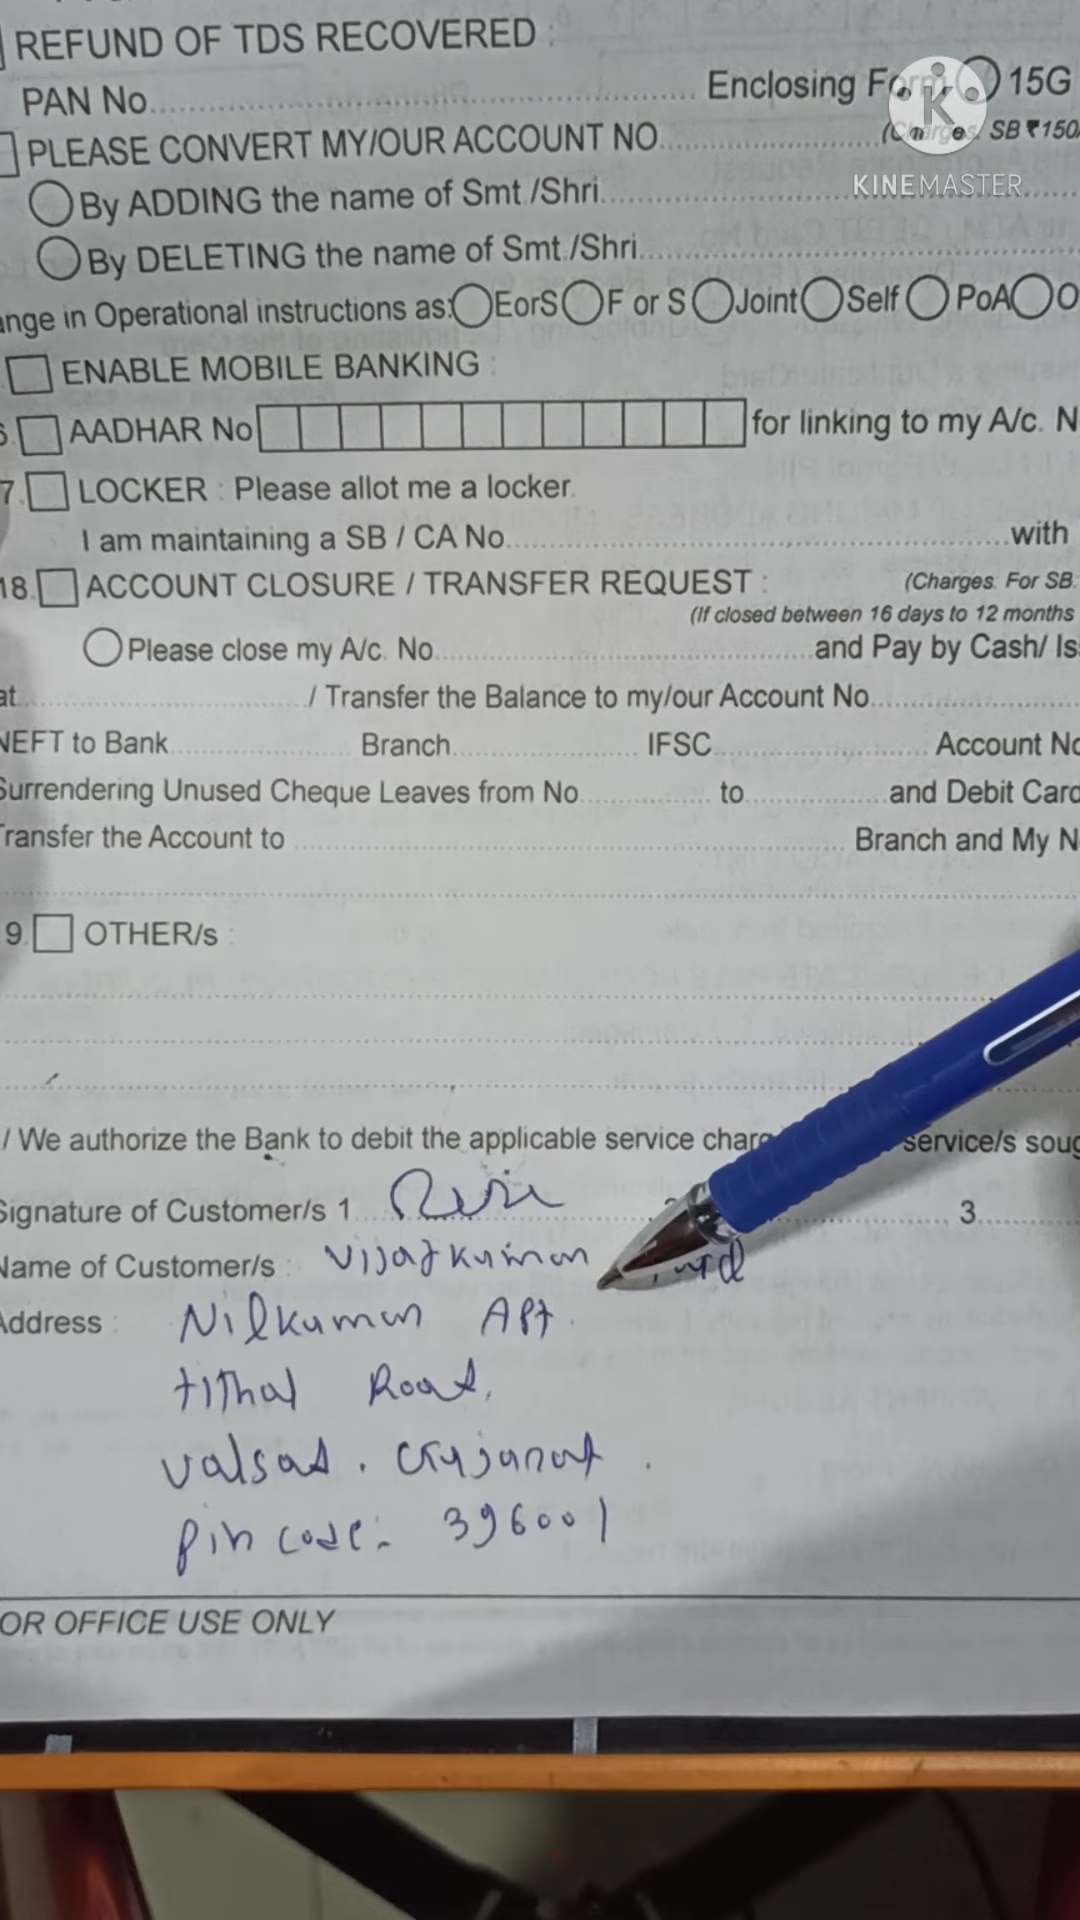 REFUND OF TDS RECOVERED :
PAN No. Enclosing Form 15G
PLEASE CONVERT MY/OUR ACCOUNT NO. (Charges. SB ₹150/
KINEMASTER
By ADDING the name of Smt./Shri.
By DELETING the name of Smt./Shri.
ange in Operational instructions as: EorS F or S Joint Self PoA O
ENABLE MOBILE BANKING :
6. AADHAR No for linking to my A/c. N
7. LOCKER : Please allot me a locker.
I am maintaining a SB / CA No. with
18. ACCOUNT CLOSURE / TRANSFER REQUEST : (Charges. For SB:
(If closed between 16 days to 12 months
Please close my A/c. No. and Pay by Cash/ Is
at / Transfer the Balance to my/our Account No.
NEFT to Bank Branch IFSC Account No
Surrendering Unused Cheque Leaves from No. to and Debit Card
Transfer the Account to Branch and My N
9. OTHER/s :
/ We authorize the Bank to debit the applicable service charg service/s soug
Signature of Customer/s 1 3
Name of Customer/s : Vijaykumar
Address : Nilkuman Apt.
tithal Road,
valsad. Gujarat.
pin code:- 396001
OR OFFICE USE ONLY